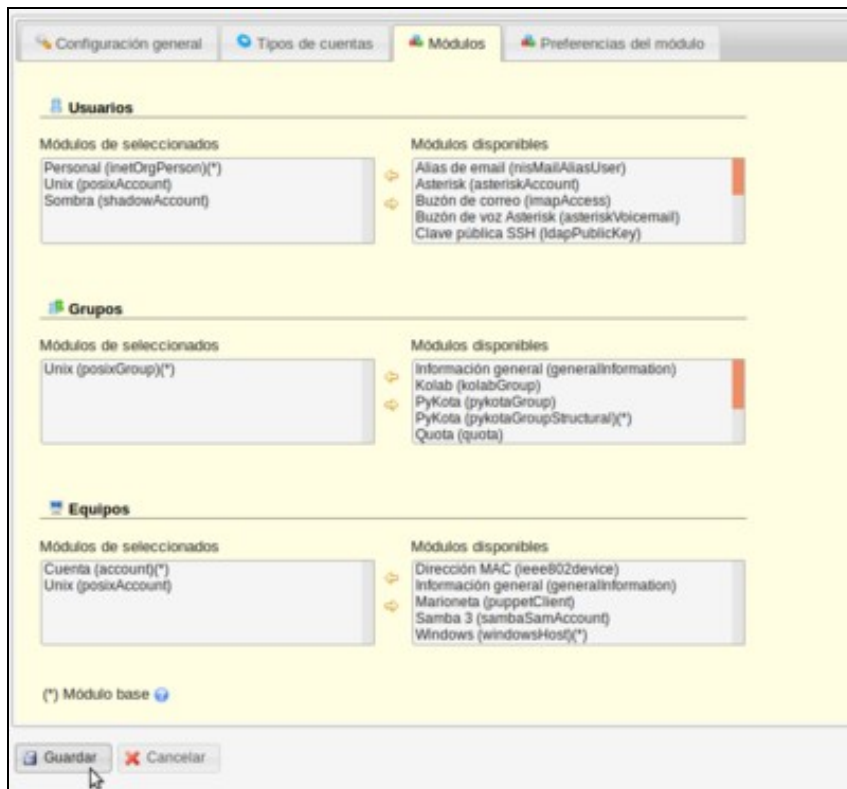 Configuración general Tipos de cuentas Módulos Preferencias del módulo
Usuarios
Módulos de seleccionados Módulos disponibles
Personal (inetOrgPerson)(*) Alias de email (nisMailAliasUser)
Unix (posixAccount) Asterisk (asteriskAccount)
Sombra (shadowAccount) Buzón de correo (imapAccess)
Buzón de voz Asterisk (asteriskVoicemail)
Clave pública SSH (ldapPublicKey)
Grupos
Módulos de seleccionados Módulos disponibles
Unix (posixGroup)(*) Información general (generalInformation)
Kolab (kolabGroup)
PyKota (pykotaGroup)
PyKota (pykotaGroupStructural)(*)
Quota (quota)
Equipos
Módulos de seleccionados Módulos disponibles
Cuenta (account)(*) Dirección MAC (ieee802device)
Unix (posixAccount) Información general (generalInformation)
Marioneta (puppetClient)
Samba 3 (sambaSamAccount)
Windows (windowsHost)(*)
(*) Módulo base
Guardar Cancelar